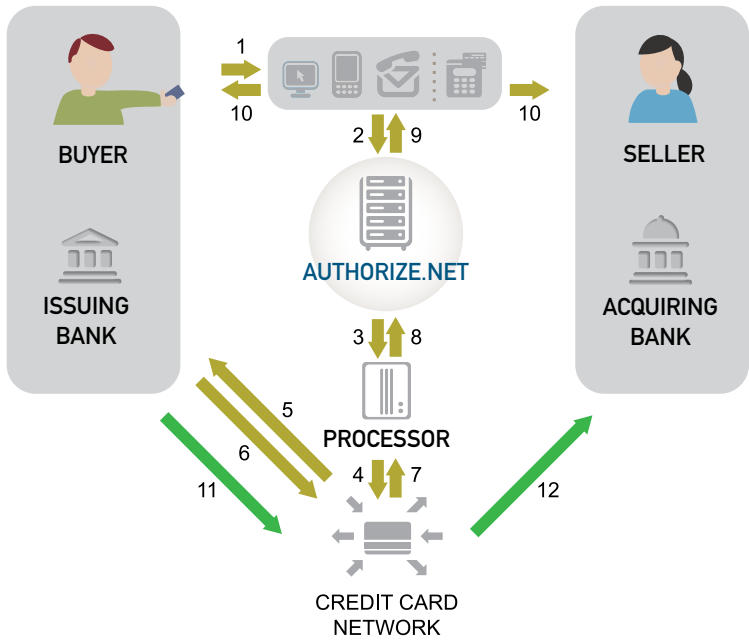 1
10
10
BUYER
SELLER
2
9
AUTHORIZE.NET
ISSUING
BANK
ACQUIRING
BANK
3
8
5
6
PROCESSOR
4
7
11
12
CREDIT CARD
NETWORK